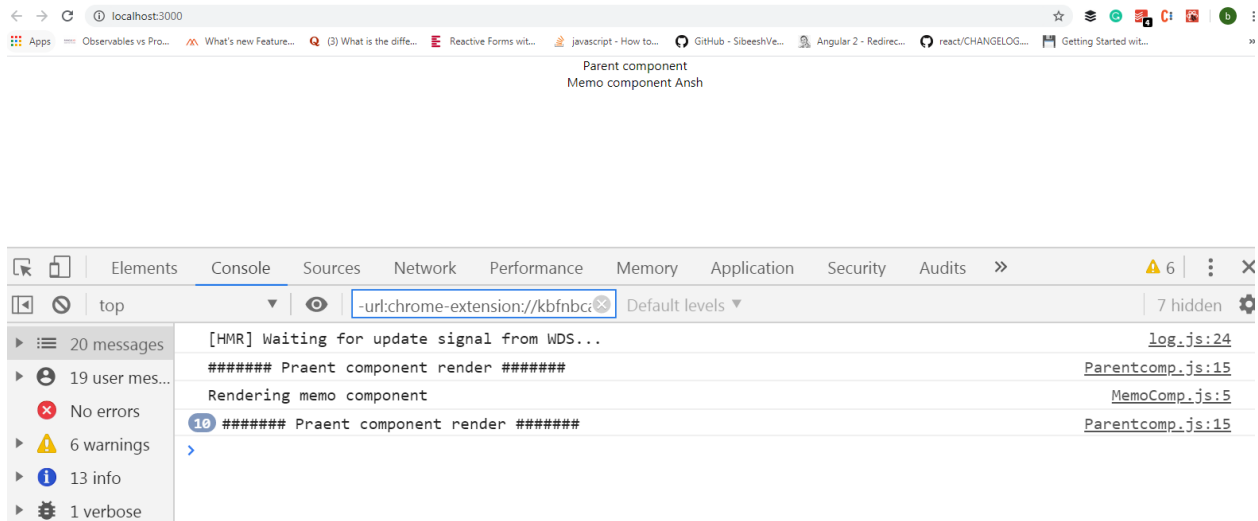 localhost:3000
4
C:
b
Apps Observables vs Pro... What's new Feature... Q (3) What is the diffe... Reactive Forms wit... javascript - How to... GitHub - SibeeshVe... Angular 2 - Redirec... react/CHANGELOG.... Getting Started wit... »
Parent component
Memo component Ansh
Elements Console Sources Network Performance Memory Application Security Audits » 6
top -url:chrome-extension://kbfnbca Default levels ▼ 7 hidden
20 messages
19 user mes...
No errors
6 warnings
13 info
1 verbose
[HMR] Waiting for update signal from WDS... log.js:24
####### Praent component render ####### Parentcomp.js:15
Rendering memo component MemoComp.js:5
10 ####### Praent component render ####### Parentcomp.js:15